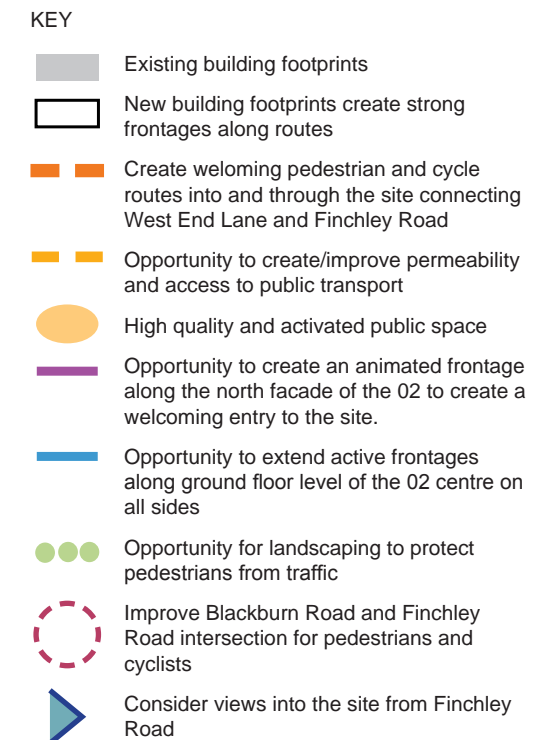 KEY
Existing building footprints
New building footprints create strong
frontages along routes
Create weloming pedestrian and cycle
routes into and through the site connecting
West End Lane and Finchley Road
Opportunity to create/improve permeability
and access to public transport
High quality and activated public space
Opportunity to create an animated frontage
along the north facade of the 02 to create a
welcoming entry to the site.
Opportunity to extend active frontages
along ground floor level of the 02 centre on
all sides
Opportunity for landscaping to protect
pedestrians from traffic
Improve Blackburn Road and Finchley
Road intersection for pedestrians and
cyclists
Consider views into the site from Finchley
Road